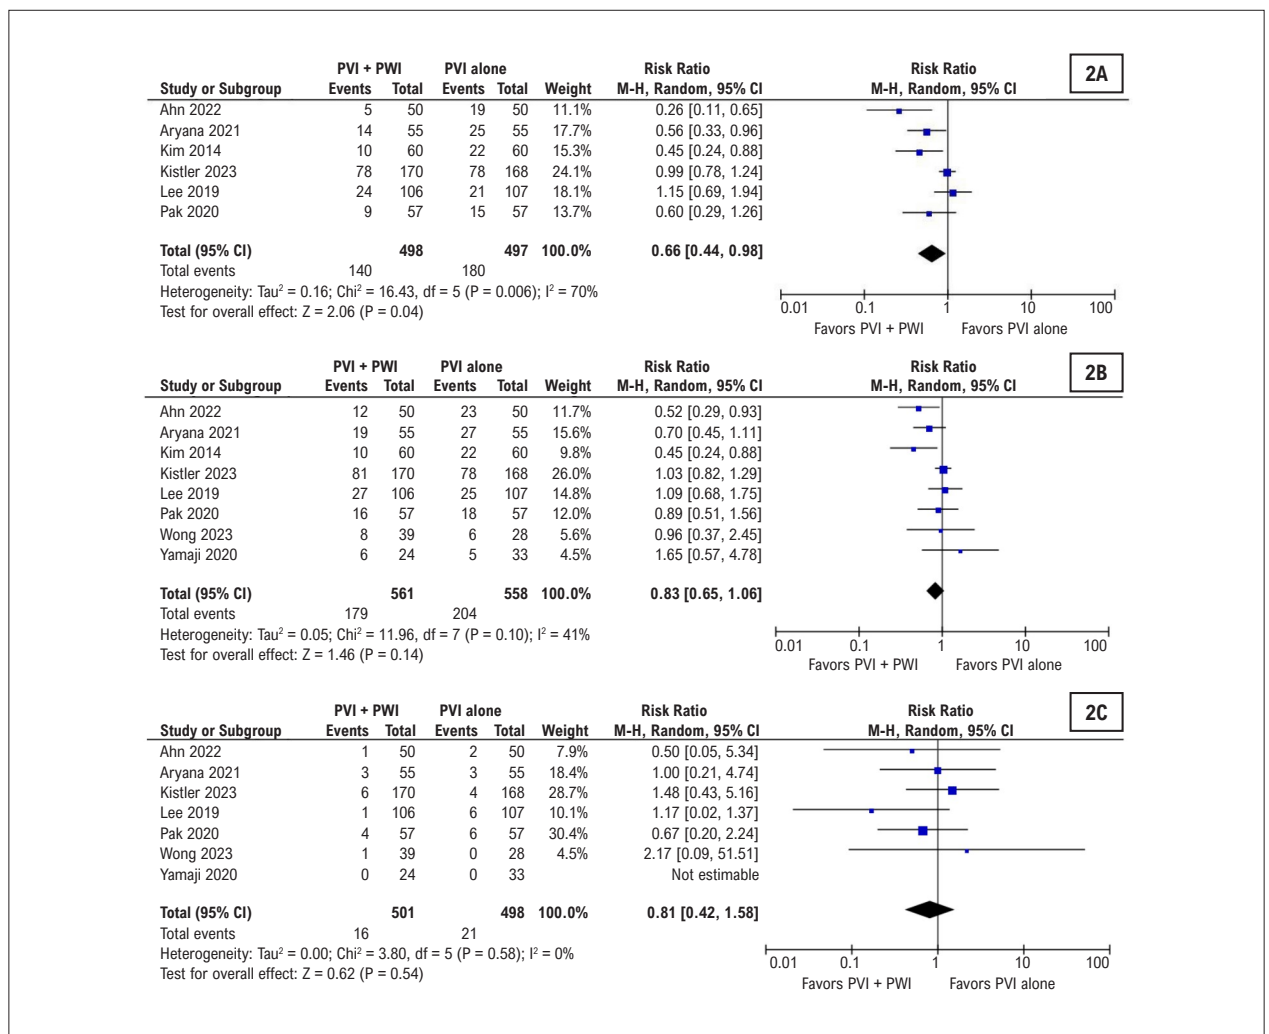 2A
PVI + PWI PVI alone Risk Ratio Risk Ratio
Study or Subgroup Events Total Events Total Weight M-H, Random, 95% CI M-H, Random, 95% CI
Ahn 2022 5 50 19 50 11.1% 0.26 [0.11, 0.65]
Aryana 2021 14 55 25 55 17.7% 0.56 [0.33, 0.96]
Kim 2014 10 60 22 60 15.3% 0.45 [0.24, 0.88]
Kistler 2023 78 170 78 168 24.1% 0.99 [0.78, 1.24]
Lee 2019 24 106 21 107 18.1% 1.15 [0.69, 1.94]
Pak 2020 9 57 15 57 13.7% 0.60 [0.29, 1.26]
Total (95% CI) 498 497 100.0% 0.66 [0.44, 0.98]
Total events 140 180
Heterogeneity: Tau² = 0.16; Chi² = 16.43, df = 5 (P = 0.006); I² = 70%
Test for overall effect: Z = 2.06 (P = 0.04)
0.01 0.1 1 10 100
Favors PVI + PWI Favors PVI alone
2B
PVI + PWI PVI alone Risk Ratio Risk Ratio
Study or Subgroup Events Total Events Total Weight M-H, Random, 95% CI M-H, Random, 95% CI
Ahn 2022 12 50 23 50 11.7% 0.52 [0.29, 0.93]
Aryana 2021 19 55 27 55 15.6% 0.70 [0.45, 1.11]
Kim 2014 10 60 22 60 9.8% 0.45 [0.24, 0.88]
Kistler 2023 81 170 78 168 26.0% 1.03 [0.82, 1.29]
Lee 2019 27 106 25 107 14.8% 1.09 [0.68, 1.75]
Pak 2020 16 57 18 57 12.0% 0.89 [0.51, 1.56]
Wong 2023 8 39 6 28 5.6% 0.96 [0.37, 2.45]
Yamaji 2020 6 24 5 33 4.5% 1.65 [0.57, 4.78]
Total (95% CI) 561 558 100.0% 0.83 [0.65, 1.06]
Total events 179 204
Heterogeneity: Tau² = 0.05; Chi² = 11.96, df = 7 (P = 0.10); I² = 41%
Test for overall effect: Z = 1.46 (P = 0.14)
0.01 0.1 1 10 100
Favors PVI + PWI Favors PVI alone
2C
PVI + PWI PVI alone Risk Ratio Risk Ratio
Study or Subgroup Events Total Events Total Weight M-H, Random, 95% CI M-H, Random, 95% CI
Ahn 2022 1 50 2 50 7.9% 0.50 [0.05, 5.34]
Aryana 2021 3 55 3 55 18.4% 1.00 [0.21, 4.74]
Kistler 2023 6 170 4 168 28.7% 1.48 [0.43, 5.16]
Lee 2019 1 106 6 107 10.1% 1.17 [0.02, 1.37]
Pak 2020 4 57 6 57 30.4% 0.67 [0.20, 2.24]
Wong 2023 1 39 0 28 4.5% 2.17 [0.09, 51.51]
Yamaji 2020 0 24 0 33 Not estimable
Total (95% CI) 501 498 100.0% 0.81 [0.42, 1.58]
Total events 16 21
Heterogeneity: Tau² = 0.00; Chi² = 3.80, df = 5 (P = 0.58); I² = 0%
Test for overall effect: Z = 0.62 (P = 0.54)
0.01 0.1 1 10 100
Favors PVI + PWI Favors PVI alone